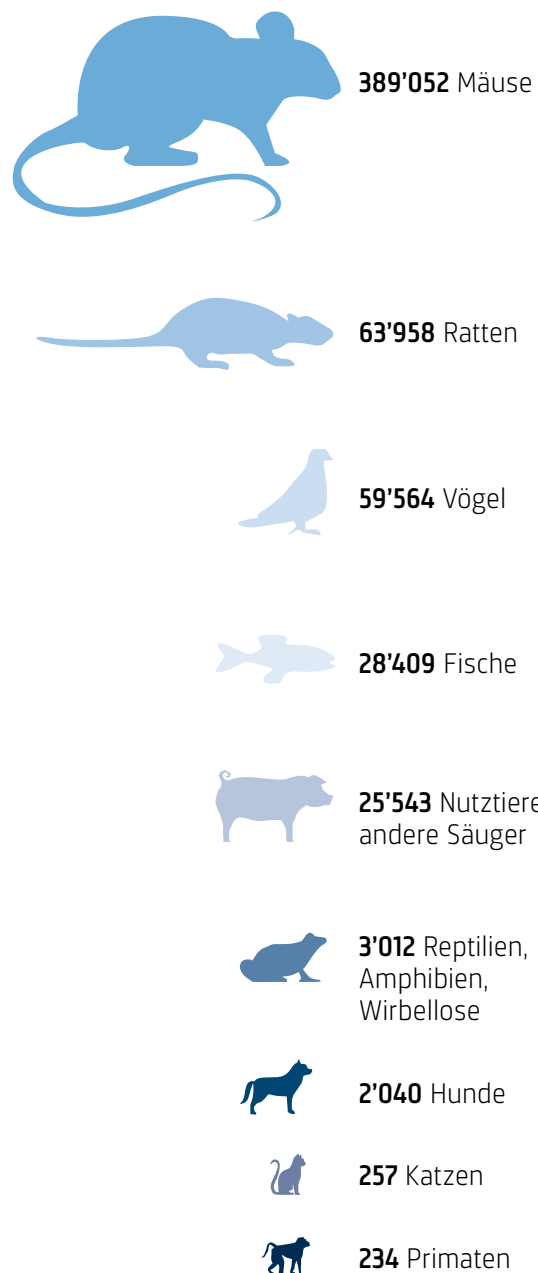 389’052 Mäuse
63’958 Ratten
59’564 Vögel
28’409 Fische
25’543 Nutztiere
andere Säuger
3’012 Reptilien,
Amphibien,
Wirbellose
2’040 Hunde
257 Katzen
234 Primaten